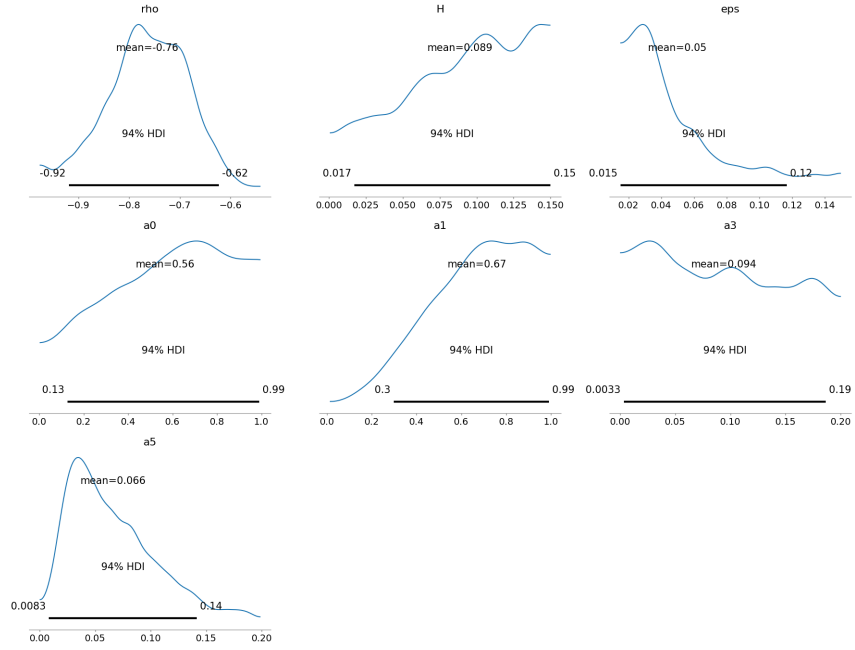 rho H eps
mean=-0.76 mean=0.089 mean=0.05
94% HDI 94% HDI 94% HDI
-0.92 -0.62 0.017 0.15 0.015 0.12
−0.9 −0.8 −0.7 −0.6 0.000 0.025 0.050 0.075 0.100 0.125 0.150 0.02 0.04 0.06 0.08 0.10 0.12 0.14
a0 a1 a3
mean=0.56 mean=0.67 mean=0.094
94% HDI 94% HDI 94% HDI
0.13 0.99 0.3 0.99 0.0033 0.19
0.0 0.2 0.4 0.6 0.8 1.0 0.0 0.2 0.4 0.6 0.8 1.0 0.00 0.05 0.10 0.15 0.20
a5
mean=0.066
94% HDI
0.0083 0.14
0.00 0.05 0.10 0.15 0.20